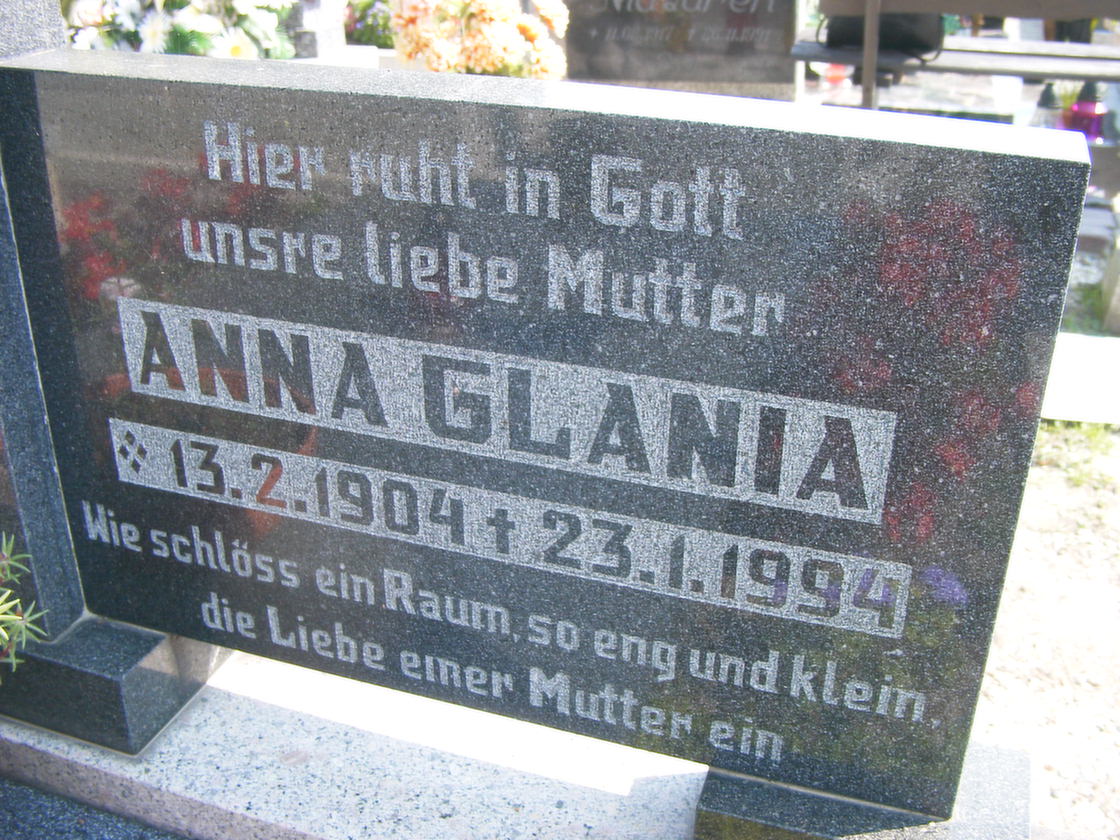 Hier ruht in Gott
unsre liebe Mutter
ANNA GLANIA
13.2.1904 † 23.1.1994
Wie schlöss ein Raum, so eng und klein,
die Liebe einer Mutter ein